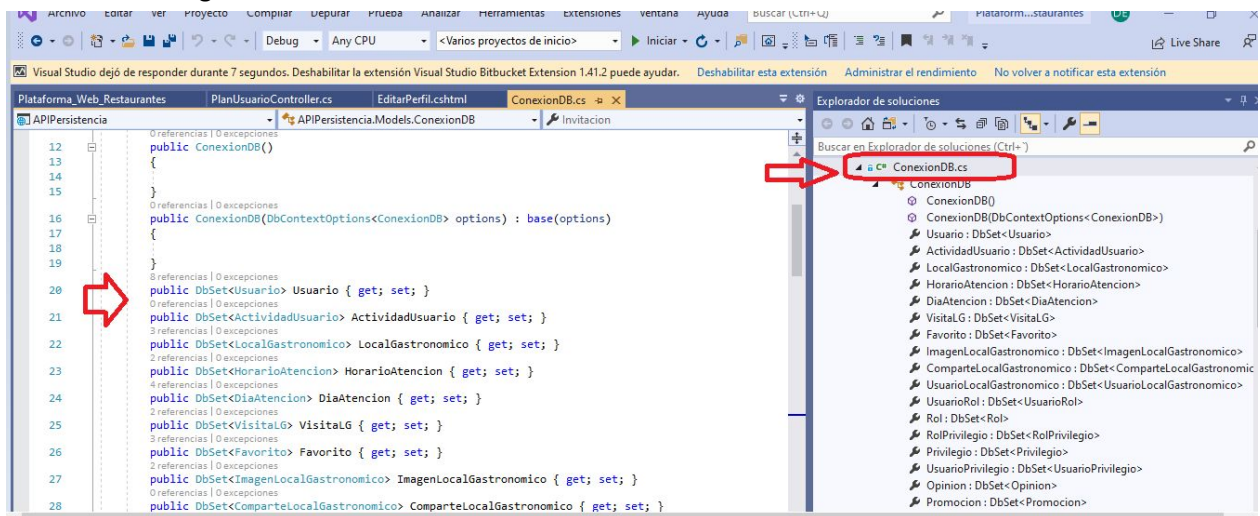 Archivo Editar Ver Proyecto Compilar Depurar Prueba Analizar Herramientas Extensiones Ventana Ayuda Buscar (Ctrl+Q) Plataform...staurantes DE
Debug Any CPU <Varios proyectos de inicio> Iniciar Live Share
Visual Studio dejó de responder durante 7 segundos. Deshabilitar la extensión Visual Studio Bitbucket Extension 1.41.2 puede ayudar. Deshabilitar esta extensión Administrar el rendimiento No volver a notificar esta extensión
Plataforma_Web_Restaurantes PlanUsuarioController.cs EditarPerfil.cshtml ConexionDB.cs
APIPersistencia APIPersistencia.Models.ConexionDB Invitacion
0 referencias | 0 excepciones
12 public ConexionDB()
13 {
14
15 }
0 referencias | 0 excepciones
16 public ConexionDB(DbContextOptions<ConexionDB> options) : base(options)
17 {
18
19 }
8 referencias | 0 excepciones
20 public DbSet<Usuario> Usuario { get; set; }
0 referencias | 0 excepciones
21 public DbSet<ActividadUsuario> ActividadUsuario { get; set; }
3 referencias | 0 excepciones
22 public DbSet<LocalGastronomico> LocalGastronomico { get; set; }
2 referencias | 0 excepciones
23 public DbSet<HorarioAtencion> HorarioAtencion { get; set; }
4 referencias | 0 excepciones
24 public DbSet<DiaAtencion> DiaAtencion { get; set; }
2 referencias | 0 excepciones
25 public DbSet<VisitaLG> VisitaLG { get; set; }
3 referencias | 0 excepciones
26 public DbSet<Favorito> Favorito { get; set; }
2 referencias | 0 excepciones
27 public DbSet<ImagenLocalGastronomico> ImagenLocalGastronomico { get; set; }
0 referencias | 0 excepciones
28 public DbSet<ComparteLocalGastronomico> ComparteLocalGastronomico { get; set; }
Explorador de soluciones
Buscar en Explorador de soluciones (Ctrl+`)
C# ConexionDB.cs
ConexionDB
ConexionDB()
ConexionDB(DbContextOptions<ConexionDB>)
Usuario : DbSet<Usuario>
ActividadUsuario : DbSet<ActividadUsuario>
LocalGastronomico : DbSet<LocalGastronomico>
HorarioAtencion : DbSet<HorarioAtencion>
DiaAtencion : DbSet<DiaAtencion>
VisitaLG : DbSet<VisitaLG>
Favorito : DbSet<Favorito>
ImagenLocalGastronomico : DbSet<ImagenLocalGastronomico>
ComparteLocalGastronomico : DbSet<ComparteLocalGastronomic
UsuarioLocalGastronomico : DbSet<UsuarioLocalGastronomico>
UsuarioRol : DbSet<UsuarioRol>
Rol : DbSet<Rol>
RolPrivilegio : DbSet<RolPrivilegio>
Privilegio : DbSet<Privilegio>
UsuarioPrivilegio : DbSet<UsuarioPrivilegio>
Opinion : DbSet<Opinion>
Promocion : DbSet<Promocion>